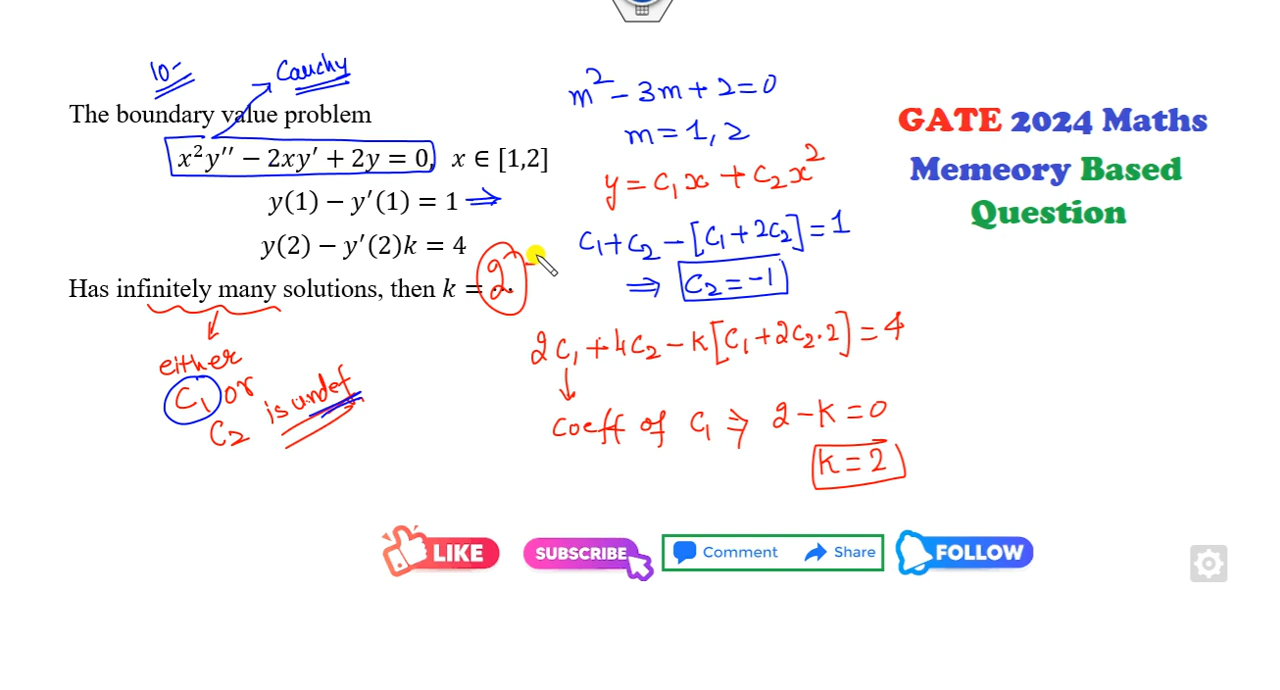 10-
Cauchy
The boundary value problem
x²y″ − 2xy′ + 2y = 0, x ∈ [1,2]
y(1) − y′(1) = 1 ⇒
y(2) − y′(2)k = 4
Has infinitely many solutions, then k = 2
either
C₁ or
C₂ is undef
m² - 3m + 2 = 0
m = 1, 2
y = C₁x + C₂x²
C₁ + C₂ - [C₁ + 2C₂] = 1
⇒ C₂ = -1
2C₁ + 4C₂ - k[C₁ + 2C₂·2] = 4
↓
Coeff of C₁ ⇒ 2 - k = 0
k = 2
GATE 2024 Maths
Memeory Based
Question
LIKE
SUBSCRIBE
Comment
Share
FOLLOW